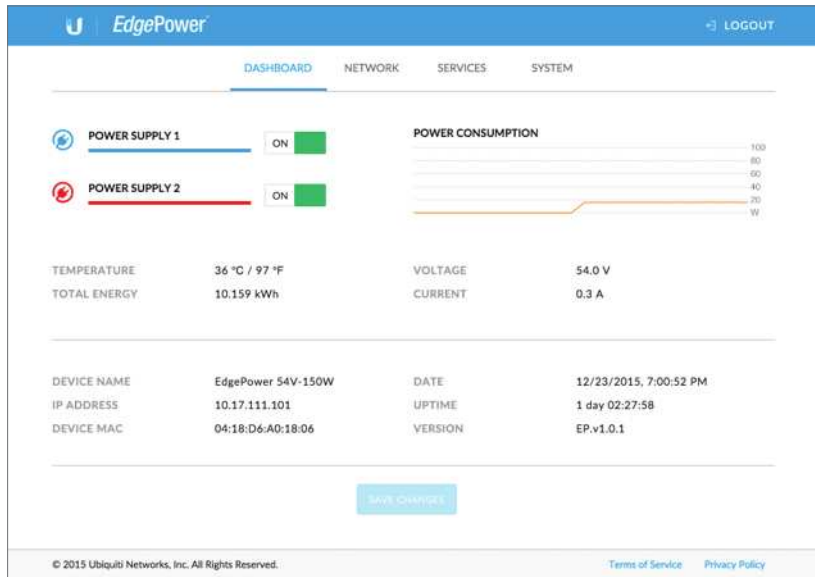 EdgePower
LOGOUT
DASHBOARD NETWORK SERVICES SYSTEM
POWER SUPPLY 1 ON
POWER SUPPLY 2 ON
POWER CONSUMPTION
100
80
60
40
20
W
TEMPERATURE 36 °C / 97 °F VOLTAGE 54.0 V
TOTAL ENERGY 10.159 kWh CURRENT 0.3 A
DEVICE NAME EdgePower 54V-150W DATE 12/23/2015, 7:00:52 PM
IP ADDRESS 10.17.111.101 UPTIME 1 day 02:27:58
DEVICE MAC 04:18:D6:A0:18:06 VERSION EP.v1.0.1
SAVE CHANGES
© 2015 Ubiquiti Networks, Inc. All Rights Reserved. Terms of Service Privacy Policy